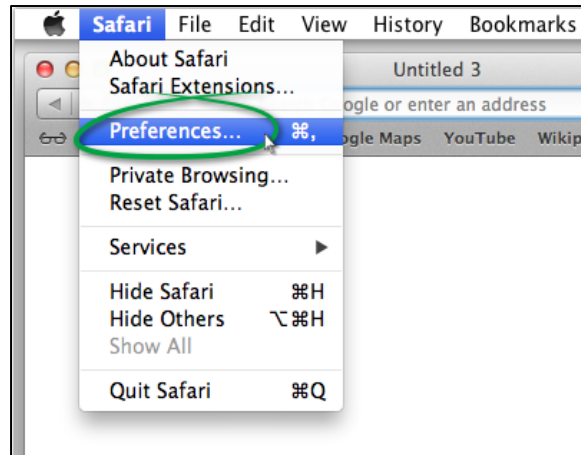 Safari File Edit View History Bookmarks
About Safari
Untitled 3
Safari Extensions...
ogle or enter an address
Preferences... ⌘,
ogle Maps YouTube Wikip
Private Browsing...
Reset Safari...
Services ▶
Hide Safari ⌘H
Hide Others ⌥⌘H
Show All
Quit Safari ⌘Q